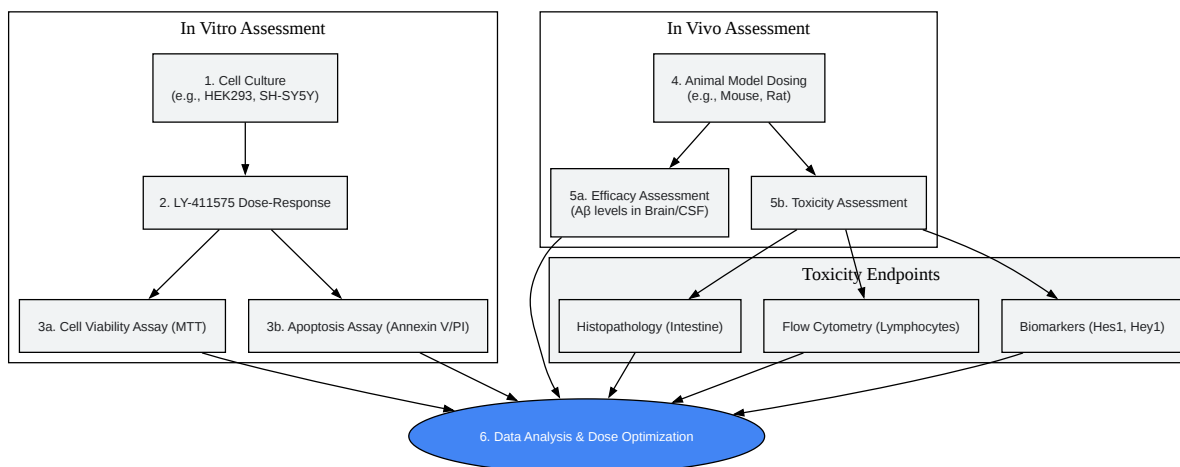 In Vitro Assessment
1. Cell Culture
(e.g., HEK293, SH-SY5Y)
2. LY-411575 Dose-Response
3a. Cell Viability Assay (MTT)
3b. Apoptosis Assay (Annexin V/PI)
In Vivo Assessment
4. Animal Model Dosing
(e.g., Mouse, Rat)
5a. Efficacy Assessment
(Aβ levels in Brain/CSF)
5b. Toxicity Assessment
Toxicity Endpoints
Histopathology (Intestine)
Flow Cytometry (Lymphocytes)
Biomarkers (Hes1, Hey1)
6. Data Analysis & Dose Optimization